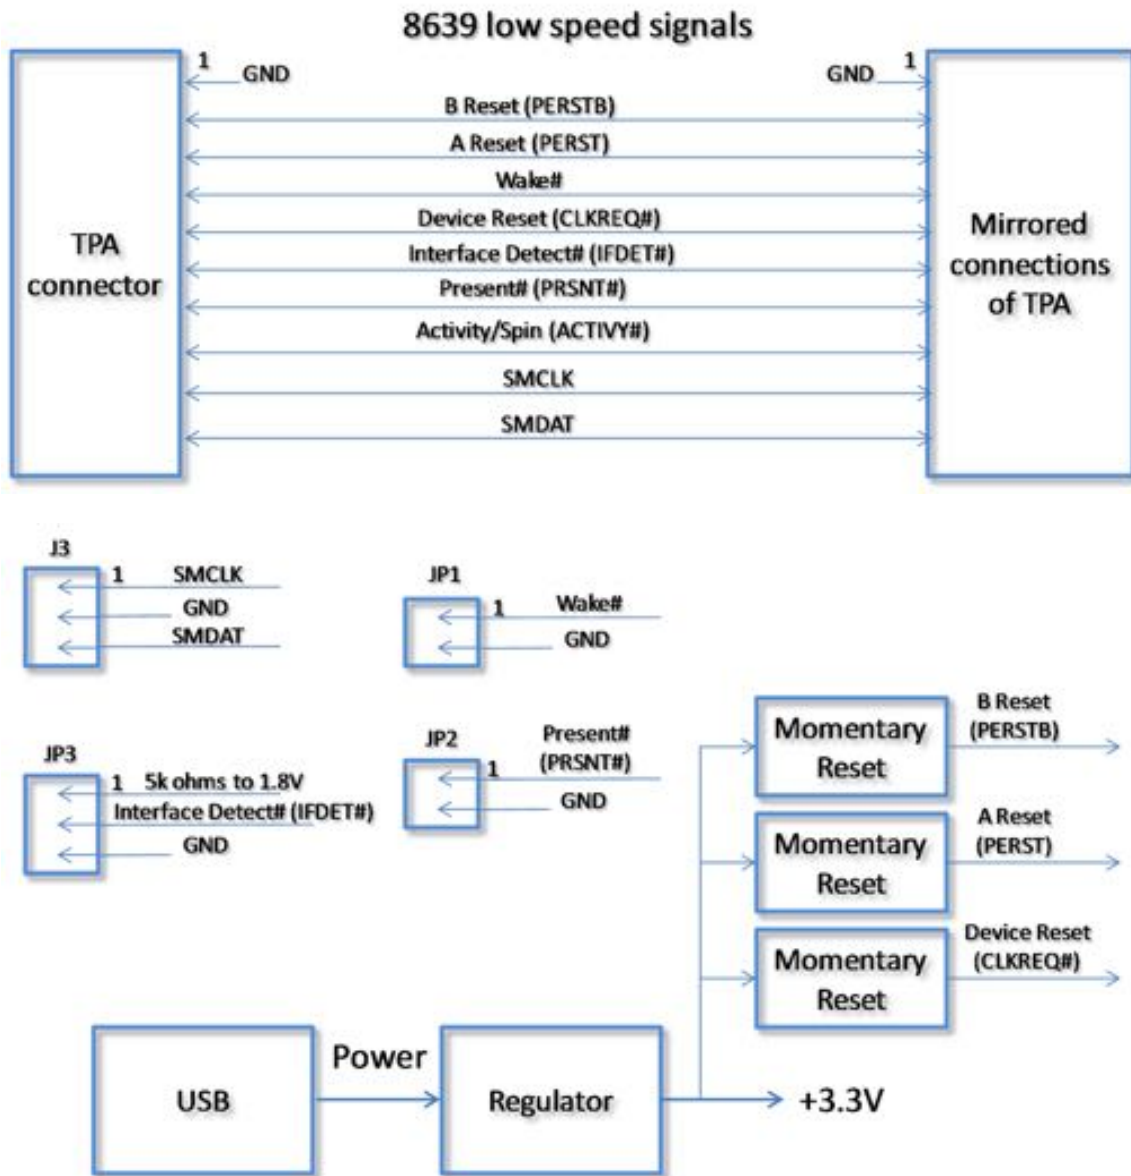 8639 low speed signals
1
GND
GND
1
B Reset (PERSTB)
A Reset (PERST)
Wake#
Device Reset (CLKREQ#)
Interface Detect# (IFDET#)
Present# (PRSNT#)
Activity/Spin (ACTIVY#)
SMCLK
SMDAT
TPA
connector
Mirrored
connections
of TPA
J3
1
SMCLK
GND
SMDAT
JP1
1
Wake#
GND
JP3
1
5k ohms to 1.8V
Interface Detect# (IFDET#)
GND
JP2
1
Present#
(PRSNT#)
GND
Momentary
Reset
B Reset
(PERSTB)
Momentary
Reset
A Reset
(PERST)
Momentary
Reset
Device Reset
(CLKREQ#)
USB
Power
Regulator
+3.3V